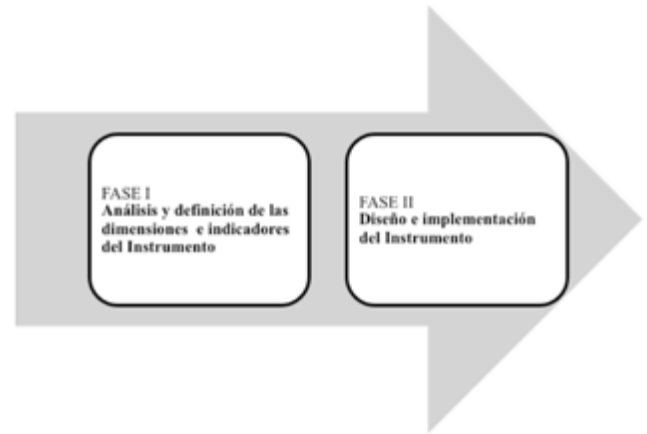 FASE I
Análisis y definición de las
dimensiones e indicadores
del Instrumento
FASE II
Diseño e implementación
del Instrumento